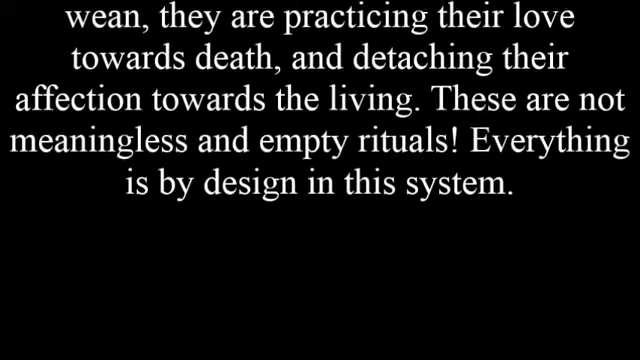 wean, they are practicing their love
towards death, and detaching their
affection towards the living. These are not
meaningless and empty rituals! Everything
is by design in this system.